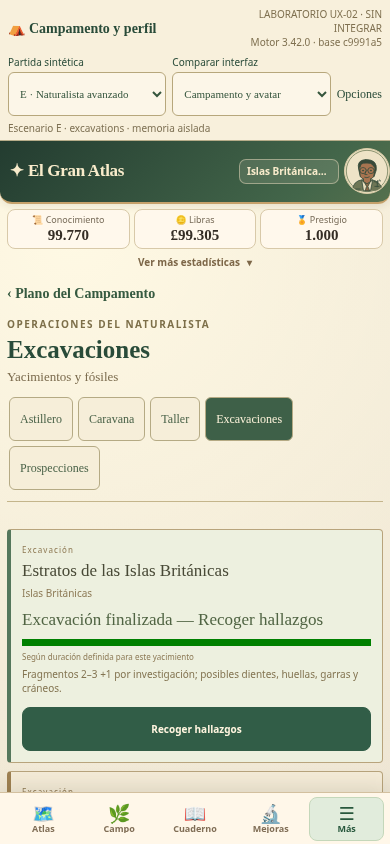 ⛺ Campamento y perfil
LABORATORIO UX-02 · SIN
INTEGRAR
Motor 3.42.0 · base c9991a5
Partida sintética
Comparar interfaz
E · Naturalista avanzado
Campamento y avatar
Opciones
Escenario E · excavations · memoria aislada
✦ El Gran Atlas
Islas Británica...
📜 Conocimiento
99.770
🪙 Libras
£99.305
🏅 Prestigio
1.000
Ver más estadísticas ▾
‹ Plano del Campamento
OPERACIONES DEL NATURALISTA
Excavaciones
Yacimientos y fósiles
Astillero
Caravana
Taller
Excavaciones
Prospecciones
Excavación
Estratos de las Islas Británicas
Islas Británicas
Excavación finalizada — Recoger hallazgos
Según duración definida para este yacimiento
Fragmentos 2–3 +1 por investigación; posibles dientes, huellas, garras y
cráneos.
Recoger hallazgos
Excavación
Atlas
Campo
Cuaderno
Mejoras
☰
Más